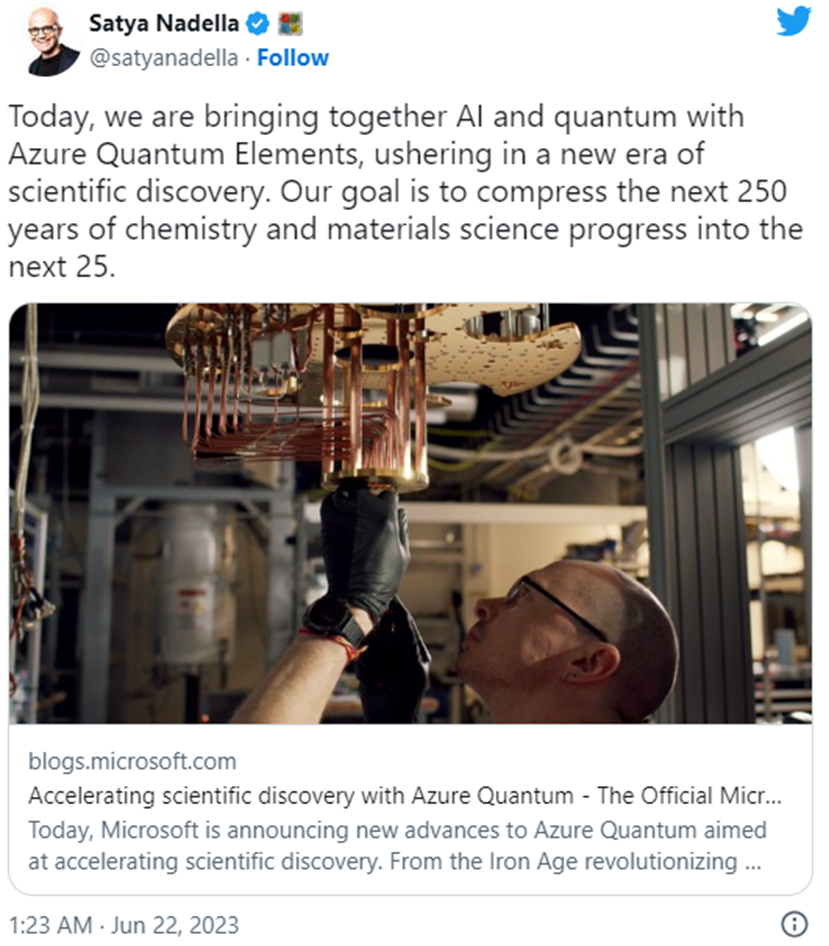 Satya Nadella
@satyanadella · Follow
Today, we are bringing together AI and quantum with
Azure Quantum Elements, ushering in a new era of
scientific discovery. Our goal is to compress the next 250
years of chemistry and materials science progress into the
next 25.
blogs.microsoft.com
Accelerating scientific discovery with Azure Quantum - The Official Micr...
Today, Microsoft is announcing new advances to Azure Quantum aimed
at accelerating scientific discovery. From the Iron Age revolutionizing ...
1:23 AM · Jun 22, 2023